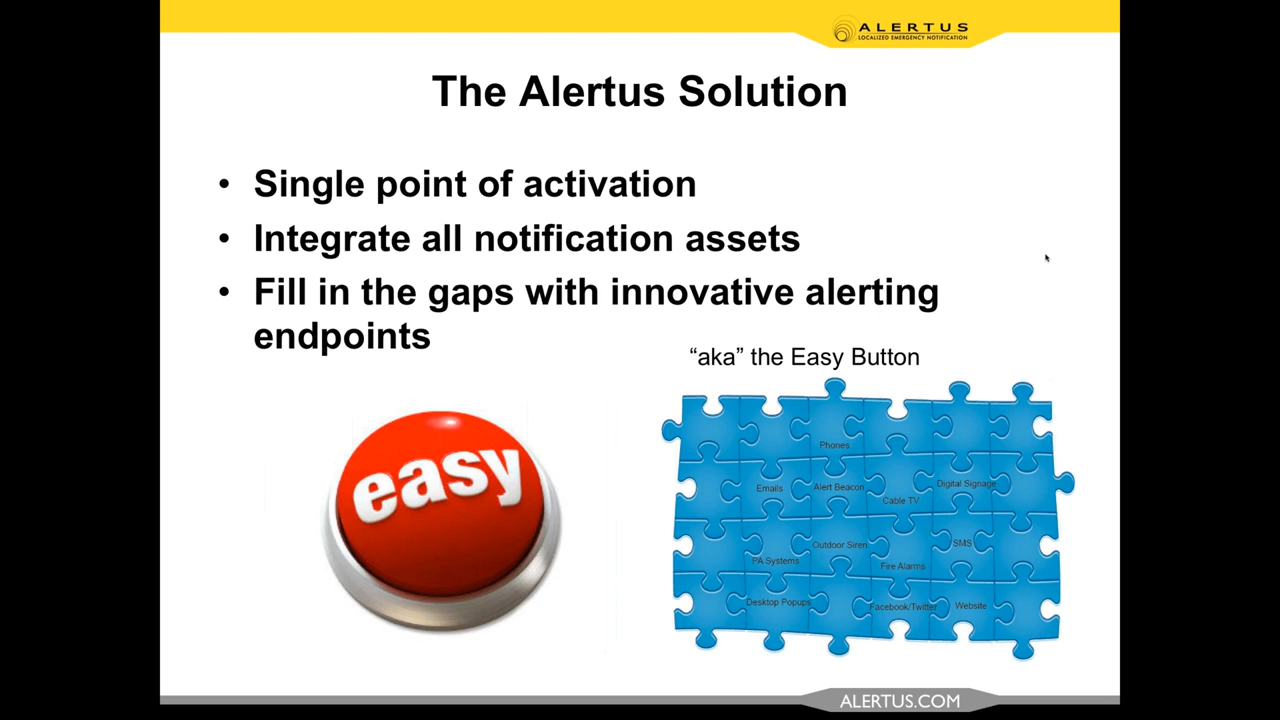 ALERTUS
LOCALIZED EMERGENCY NOTIFICATION
The Alertus Solution
• Single point of activation
• Integrate all notification assets
• Fill in the gaps with innovative alerting
endpoints
“aka” the Easy Button
easy
Phones
Emails
Alert Beacon
Cable TV
Digital Signage
PA Systems
Outdoor Siren
Fire Alarms
SMS
Desktop Popups
Facebook/Twitter
Website
ALERTUS.COM